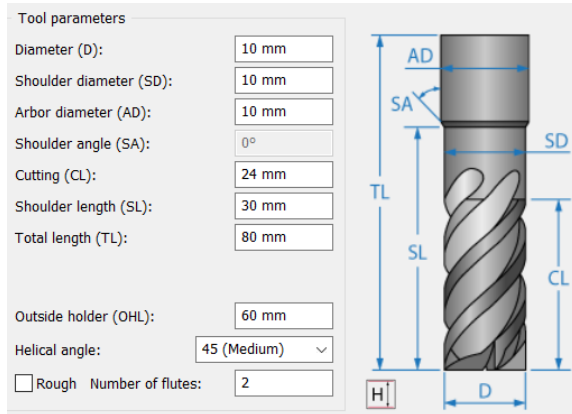 Tool parameters
Diameter (D): 10 mm
Shoulder diameter (SD): 10 mm
Arbor diameter (AD): 10 mm
Shoulder angle (SA): 0º
Cutting (CL): 24 mm
Shoulder length (SL): 30 mm
Total length (TL): 80 mm
Outside holder (OHL): 60 mm
Helical angle: 45 (Medium)
Rough Number of flutes: 2
AD
SA
SD
TL
SL
CL
H
D